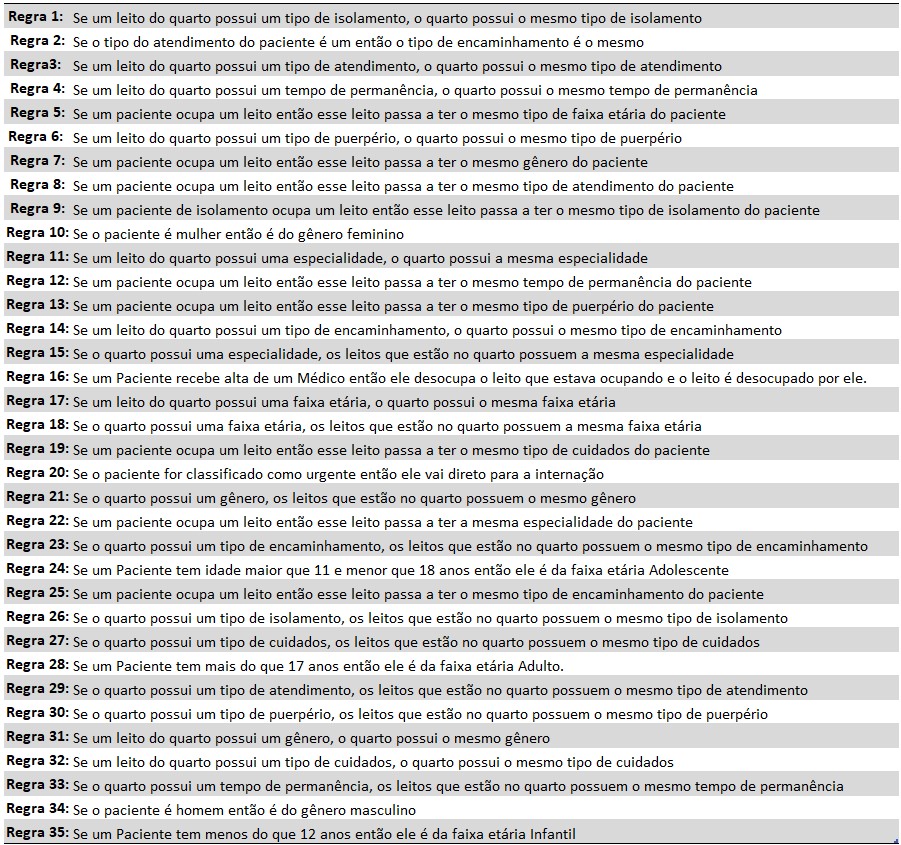 Regra 1: Se um leito do quarto possui um tipo de isolamento, o quarto possui o mesmo tipo de isolamento
Regra 2: Se o tipo do atendimento do paciente é um então o tipo de encaminhamento é o mesmo
Regra3: Se um leito do quarto possui um tipo de atendimento, o quarto possui o mesmo tipo de atendimento
Regra 4: Se um leito do quarto possui um tempo de permanência, o quarto possui o mesmo tempo de permanência
Regra 5: Se um paciente ocupa um leito então esse leito passa a ter o mesmo tipo de faixa etária do paciente
Regra 6: Se um leito do quarto possui um tipo de puerpério, o quarto possui o mesmo tipo de puerpério
Regra 7: Se um paciente ocupa um leito então esse leito passa a ter o mesmo gênero do paciente
Regra 8: Se um paciente ocupa um leito então esse leito passa a ter o mesmo tipo de atendimento do paciente
Regra 9: Se um paciente de isolamento ocupa um leito então esse leito passa a ter o mesmo tipo de isolamento do paciente
Regra 10: Se o paciente é mulher então é do gênero feminino
Regra 11: Se um leito do quarto possui uma especialidade, o quarto possui a mesma especialidade
Regra 12: Se um paciente ocupa um leito então esse leito passa a ter o mesmo tempo de permanência do paciente
Regra 13: Se um paciente ocupa um leito então esse leito passa a ter o mesmo tipo de puerpério do paciente
Regra 14: Se um leito do quarto possui um tipo de encaminhamento, o quarto possui o mesmo tipo de encaminhamento
Regra 15: Se o quarto possui uma especialidade, os leitos que estão no quarto possuem a mesma especialidade
Regra 16: Se um Paciente recebe alta de um Médico então ele desocupa o leito que estava ocupando e o leito é desocupado por ele.
Regra 17: Se um leito do quarto possui uma faixa etária, o quarto possui o mesma faixa etária
Regra 18: Se o quarto possui uma faixa etária, os leitos que estão no quarto possuem a mesma faixa etária
Regra 19: Se um paciente ocupa um leito então esse leito passa a ter o mesmo tipo de cuidados do paciente
Regra 20: Se o paciente for classificado como urgente então ele vai direto para a internação
Regra 21: Se o quarto possui um gênero, os leitos que estão no quarto possuem o mesmo gênero
Regra 22: Se um paciente ocupa um leito então esse leito passa a ter a mesma especialidade do paciente
Regra 23: Se o quarto possui um tipo de encaminhamento, os leitos que estão no quarto possuem o mesmo tipo de encaminhamento
Regra 24: Se um Paciente tem idade maior que 11 e menor que 18 anos então ele é da faixa etária Adolescente
Regra 25: Se um paciente ocupa um leito então esse leito passa a ter o mesmo tipo de encaminhamento do paciente
Regra 26: Se o quarto possui um tipo de isolamento, os leitos que estão no quarto possuem o mesmo tipo de isolamento
Regra 27: Se o quarto possui um tipo de cuidados, os leitos que estão no quarto possuem o mesmo tipo de cuidados
Regra 28: Se um Paciente tem mais do que 17 anos então ele é da faixa etária Adulto.
Regra 29: Se o quarto possui um tipo de atendimento, os leitos que estão no quarto possuem o mesmo tipo de atendimento
Regra 30: Se o quarto possui um tipo de puerpério, os leitos que estão no quarto possuem o mesmo tipo de puerpério
Regra 31: Se um leito do quarto possui um gênero, o quarto possui o mesmo gênero
Regra 32: Se um leito do quarto possui um tipo de cuidados, o quarto possui o mesmo tipo de cuidados
Regra 33: Se o quarto possui um tempo de permanência, os leitos que estão no quarto possuem o mesmo tempo de permanência
Regra 34: Se o paciente é homem então é do gênero masculino
Regra 35: Se um Paciente tem menos do que 12 anos então ele é da faixa etária Infantil